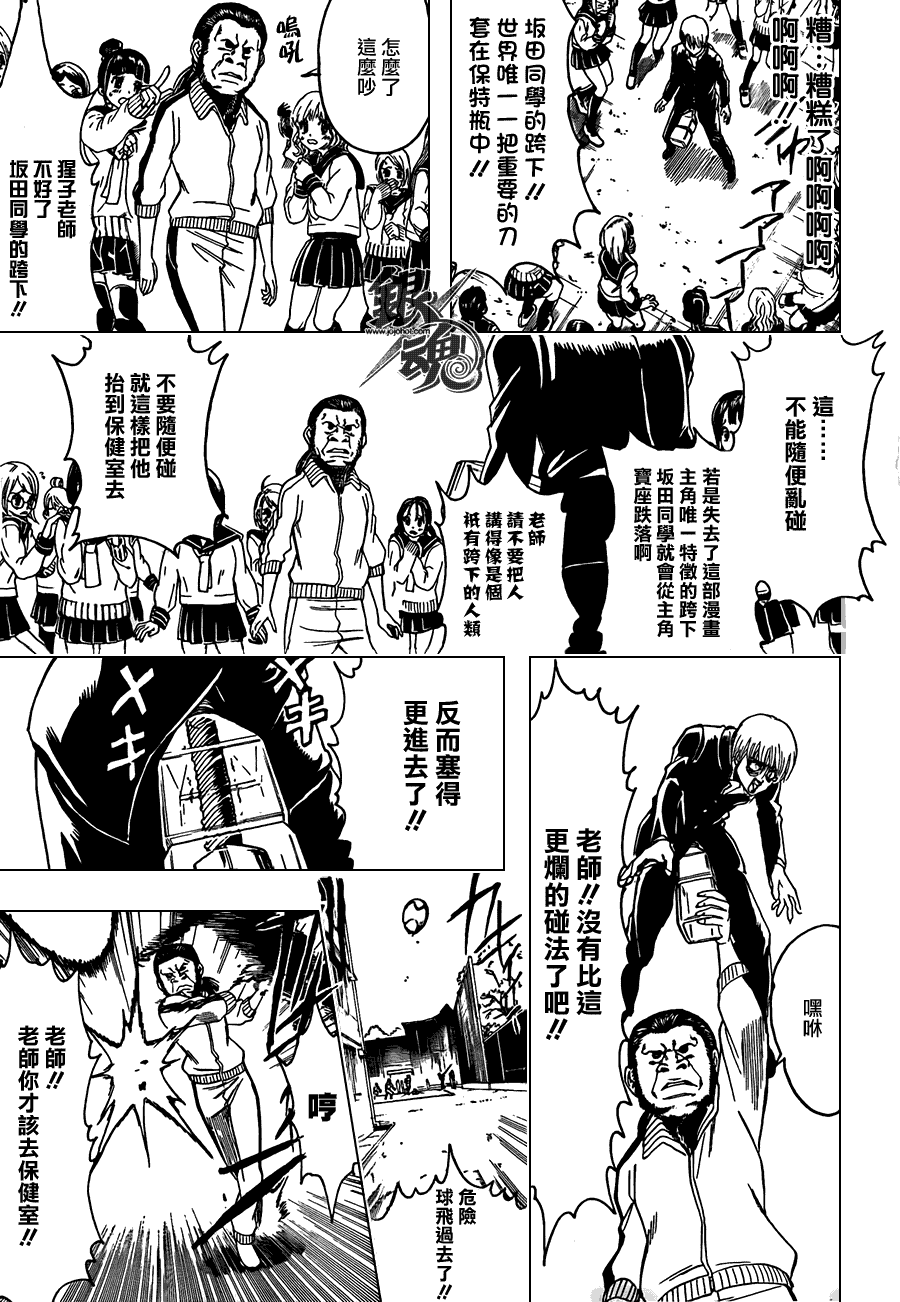 糟…糟糕了啊啊啊啊
啊啊啊!!
坂田同學的跨下!!
世界唯一一把重要的刀
套在保特瓶中!!
ア
怎麼了
這麼吵
嗚吼
猩子老師
不好了
坂田同學的跨下!!
銀魂
www.jojohot.com
這……
不能隨便亂碰
若是失去了這部漫畫
主角唯一特徵的跨下
坂田同學就會從主角
寶座跌落啊
老師
請不要把人
講得像是個
祇有跨下的人類
不要隨便碰
就這樣把他
抬到保健室去
嘿咻
老師!!沒有比這
更爛的碰法了吧!!
反而塞得
更進去了!!
メキ
メキ
危險
球飛過去了!!
哼
老師!!
老師你才該去保健室!!